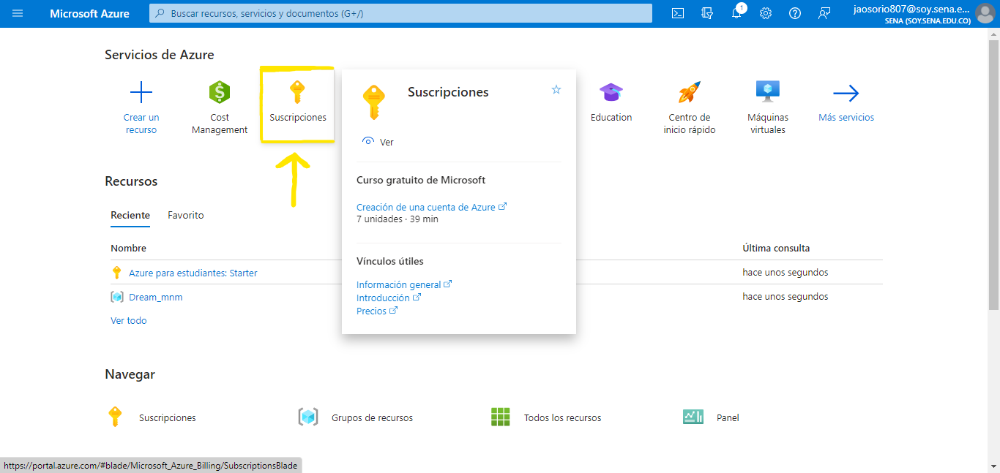 Microsoft Azure
Buscar recursos, servicios y documentos (G+/)
1
jaosorio807@soy.sena.e...
SENA (SOY.SENA.EDU.CO)
Servicios de Azure
Crear un
recurso
Cost
Management
Suscripciones
Suscripciones
Ver
Curso gratuito de Microsoft
Creación de una cuenta de Azure
7 unidades · 39 min
Vínculos útiles
Información general
Introducción
Precios
Education
Centro de
inicio rápido
Máquinas
virtuales
Más servicios
Recursos
Reciente
Favorito
Nombre
Última consulta
Azure para estudiantes: Starter
hace unos segundos
Dream_mnm
hace unos segundos
Ver todo
Navegar
Suscripciones
Grupos de recursos
Todos los recursos
Panel
https://portal.azure.com/#blade/Microsoft_Azure_Billing/SubscriptionsBlade